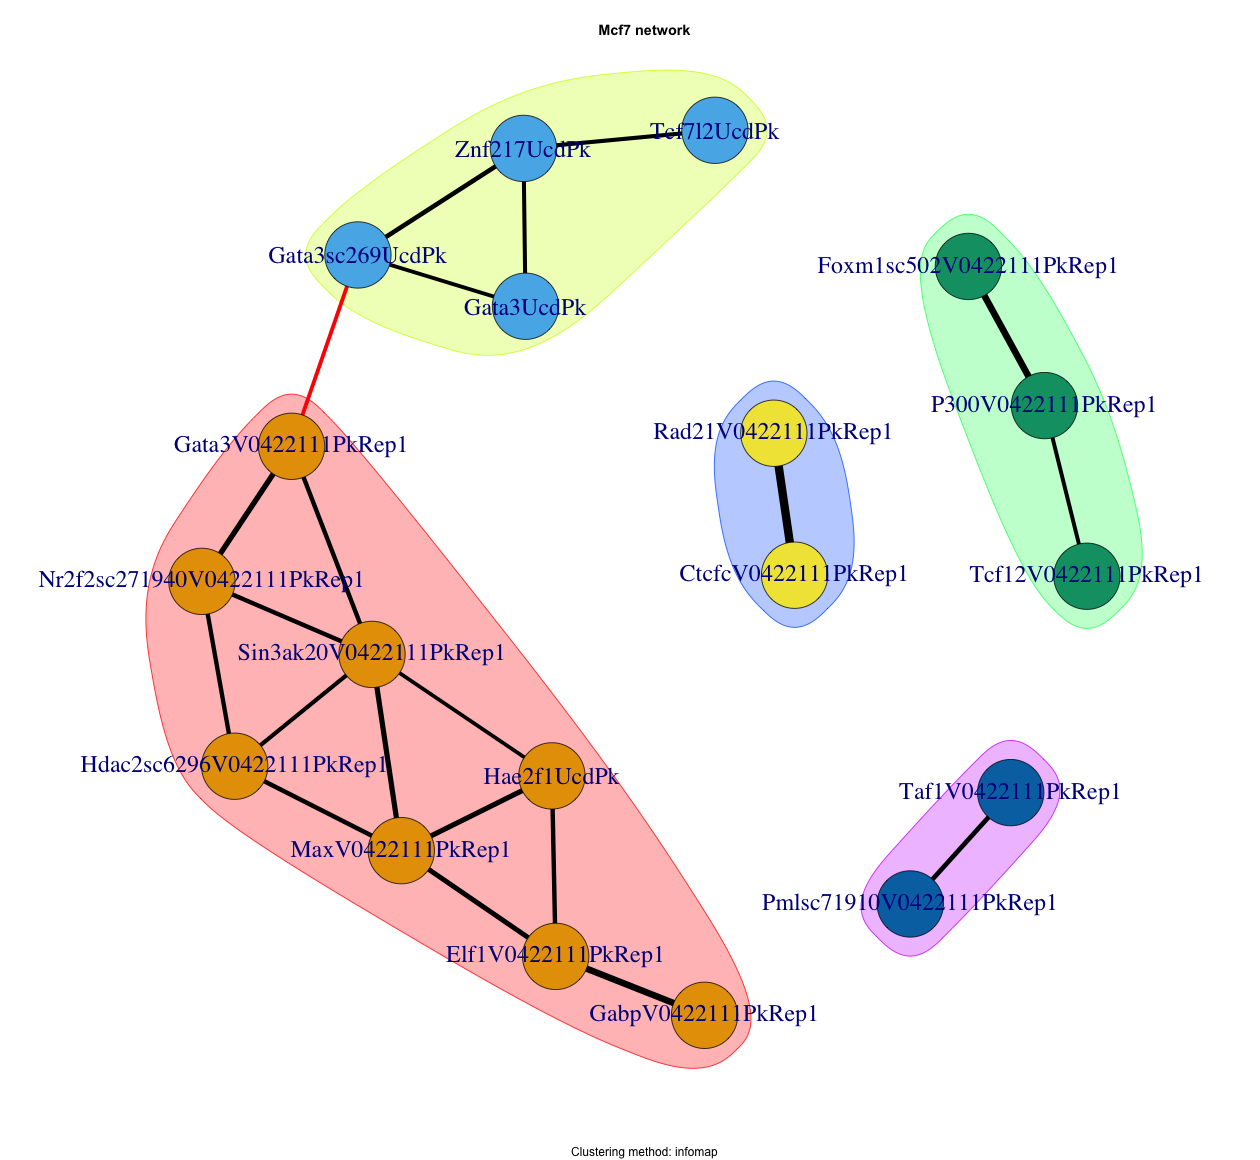 Mcf7 network
Tcf7l2UcdPk
Znf217UcdPk
Gata3sc269UcdPk
Foxm1sc502V0422111PkRep1
Gata3UcdPk
P300V0422111PkRep1
Rad21V0422111PkRep1
Gata3V0422111PkRep1
CtcfcV0422111PkRep1
Tcf12V0422111PkRep1
Nr2f2sc271940V0422111PkRep1
Sin3ak20V0422111PkRep1
Hdac2sc6296V0422111PkRep1
Hae2f1UcdPk
Taf1V0422111PkRep1
MaxV0422111PkRep1
Pmlsc71910V0422111PkRep1
Elf1V0422111PkRep1
GabpV0422111PkRep1
Clustering method: infomap